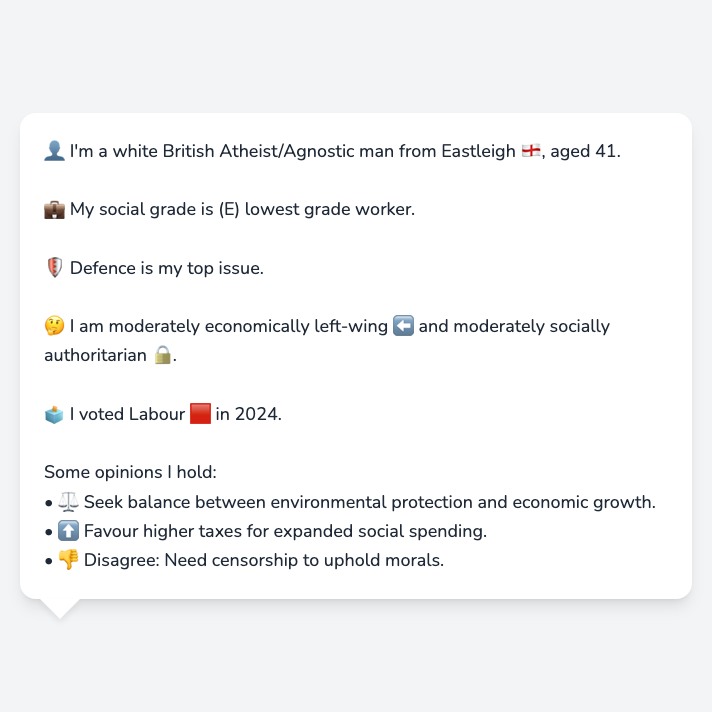 👤 I'm a white British Atheist/Agnostic man from Eastleigh 🏴󠁧󠁢󠁥󠁮󠁧󠁿, aged 41.
💼 My social grade is (E) lowest grade worker.
🛡️ Defence is my top issue.
🤔 I am moderately economically left-wing ⬅️ and moderately socially
authoritarian 🔒.
🗳️ I voted Labour 🟥 in 2024.
Some opinions I hold:
• ⚖️ Seek balance between environmental protection and economic growth.
• ⬆️ Favour higher taxes for expanded social spending.
• 👎 Disagree: Need censorship to uphold morals.